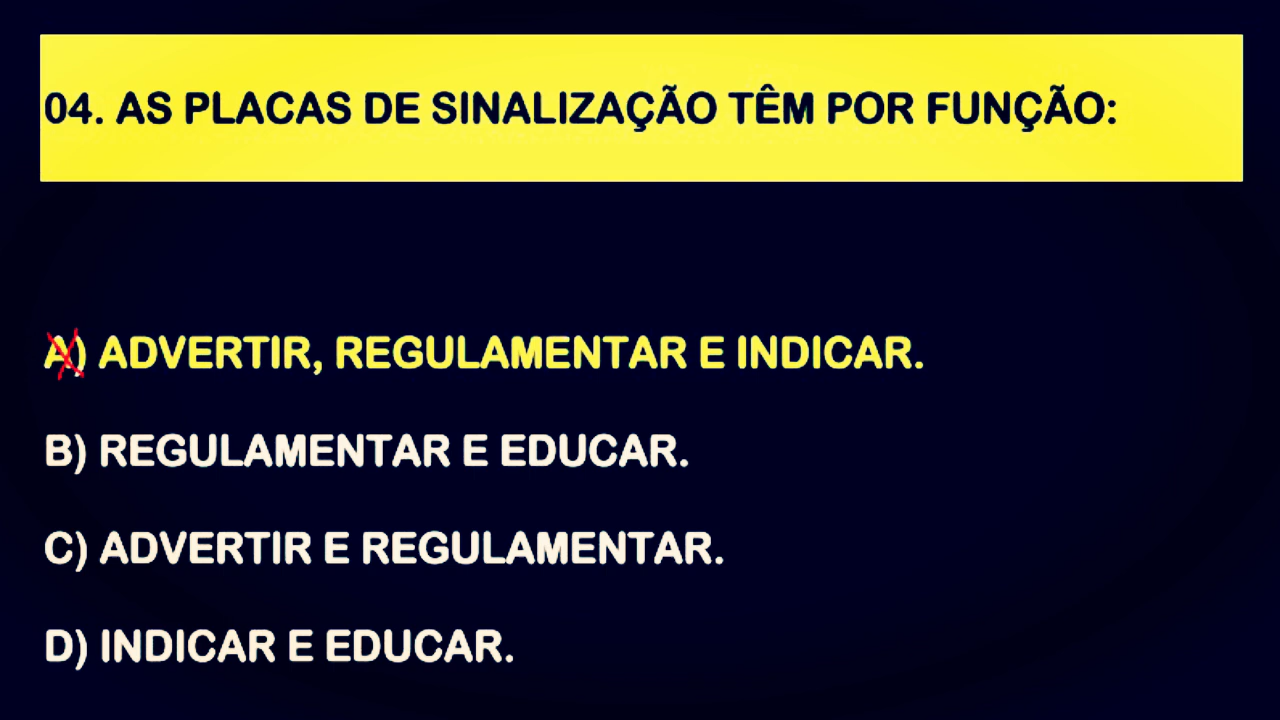 04. AS PLACAS DE SINALIZAÇÃO TÊM POR FUNÇÃO:
A) ADVERTIR, REGULAMENTAR E INDICAR.
B) REGULAMENTAR E EDUCAR.
C) ADVERTIR E REGULAMENTAR.
D) INDICAR E EDUCAR.